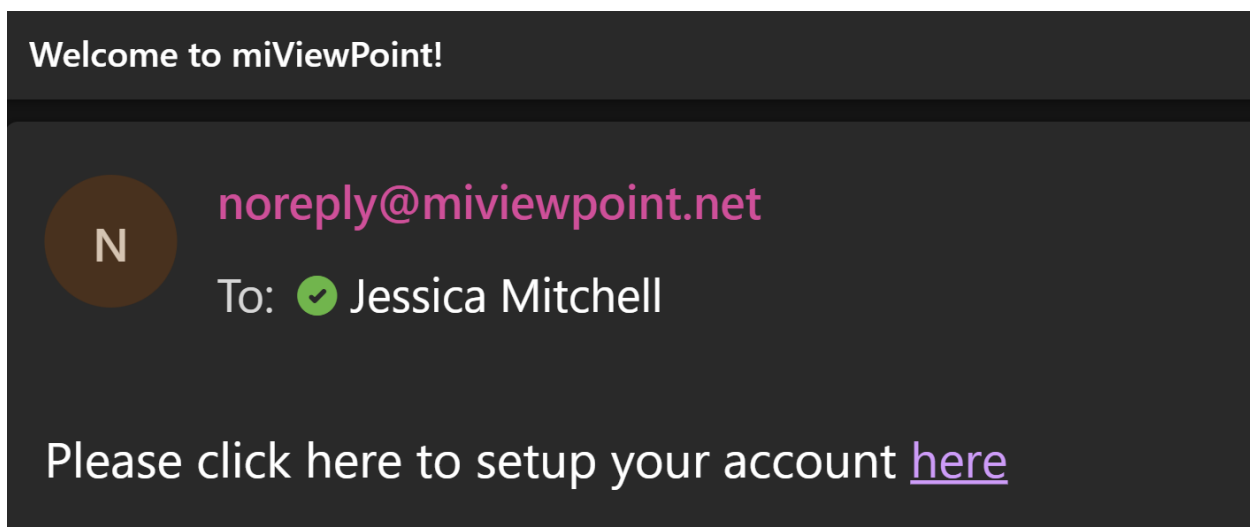 Welcome to miViewPoint!
N
noreply@miviewpoint.net
To: Jessica Mitchell
Please click here to setup your account here